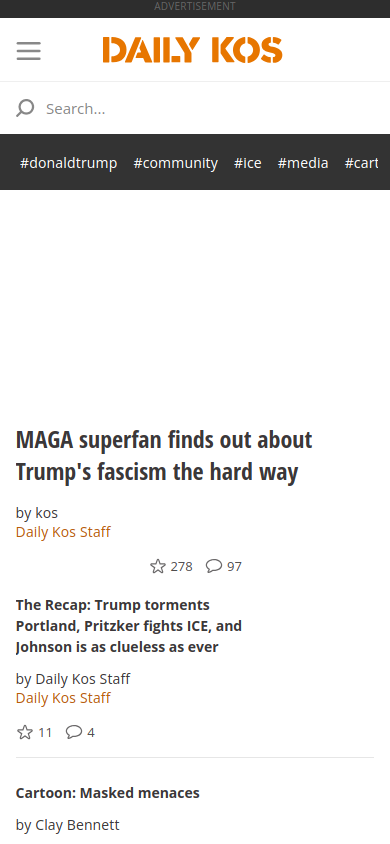 ADVERTISEMENT
DAILY KOS
Search...
#donaldtrump #community #ice #media #cart
MAGA superfan finds out about
Trump's fascism the hard way
by kos
Daily Kos Staff
278 97
The Recap: Trump torments
Portland, Pritzker fights ICE, and
Johnson is as clueless as ever
by Daily Kos Staff
Daily Kos Staff
11 4
Cartoon: Masked menaces
by Clay Bennett